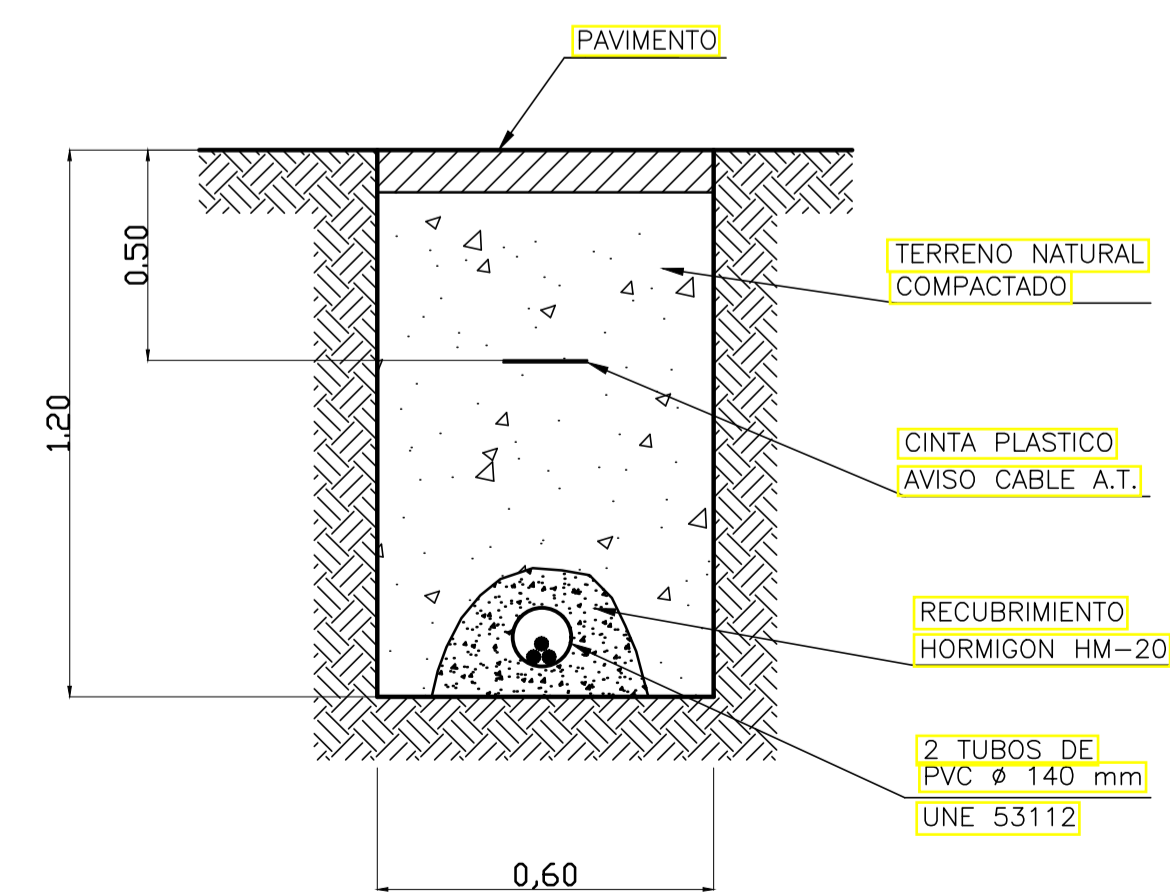 PAVIMENTO
0.50
TERRENO NATURAL
COMPACTADO
1.20
CINTA PLASTICO
AVISO CABLE A.T.
RECUBRIMIENTO
HORMIGON HM-20
2 TUBOS DE
PVC Ø 140 mm
UNE 53112
0,60